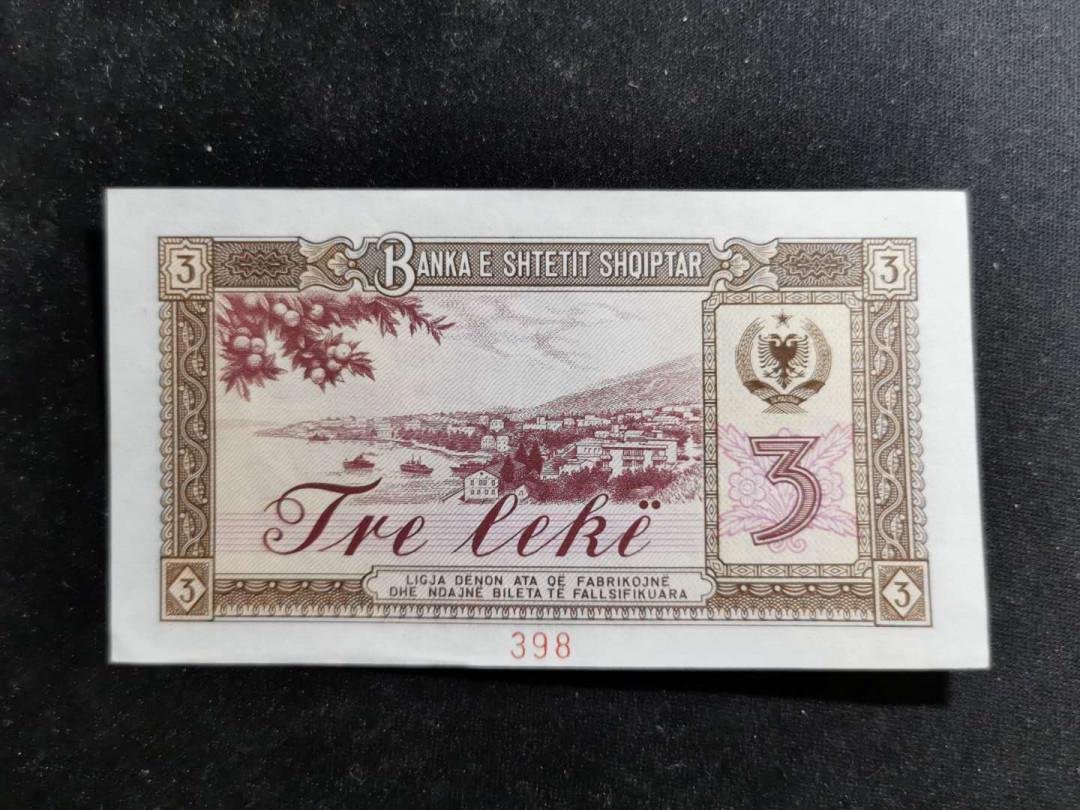 3 BANKA E SHTETIT SHQIPTAR 3
3
Tre lekë
LIGJA DËNON ATA QË FABRIKOJNË
DHE NDAJNË BILETA TË FALLSIFIKUARA
3 3
398